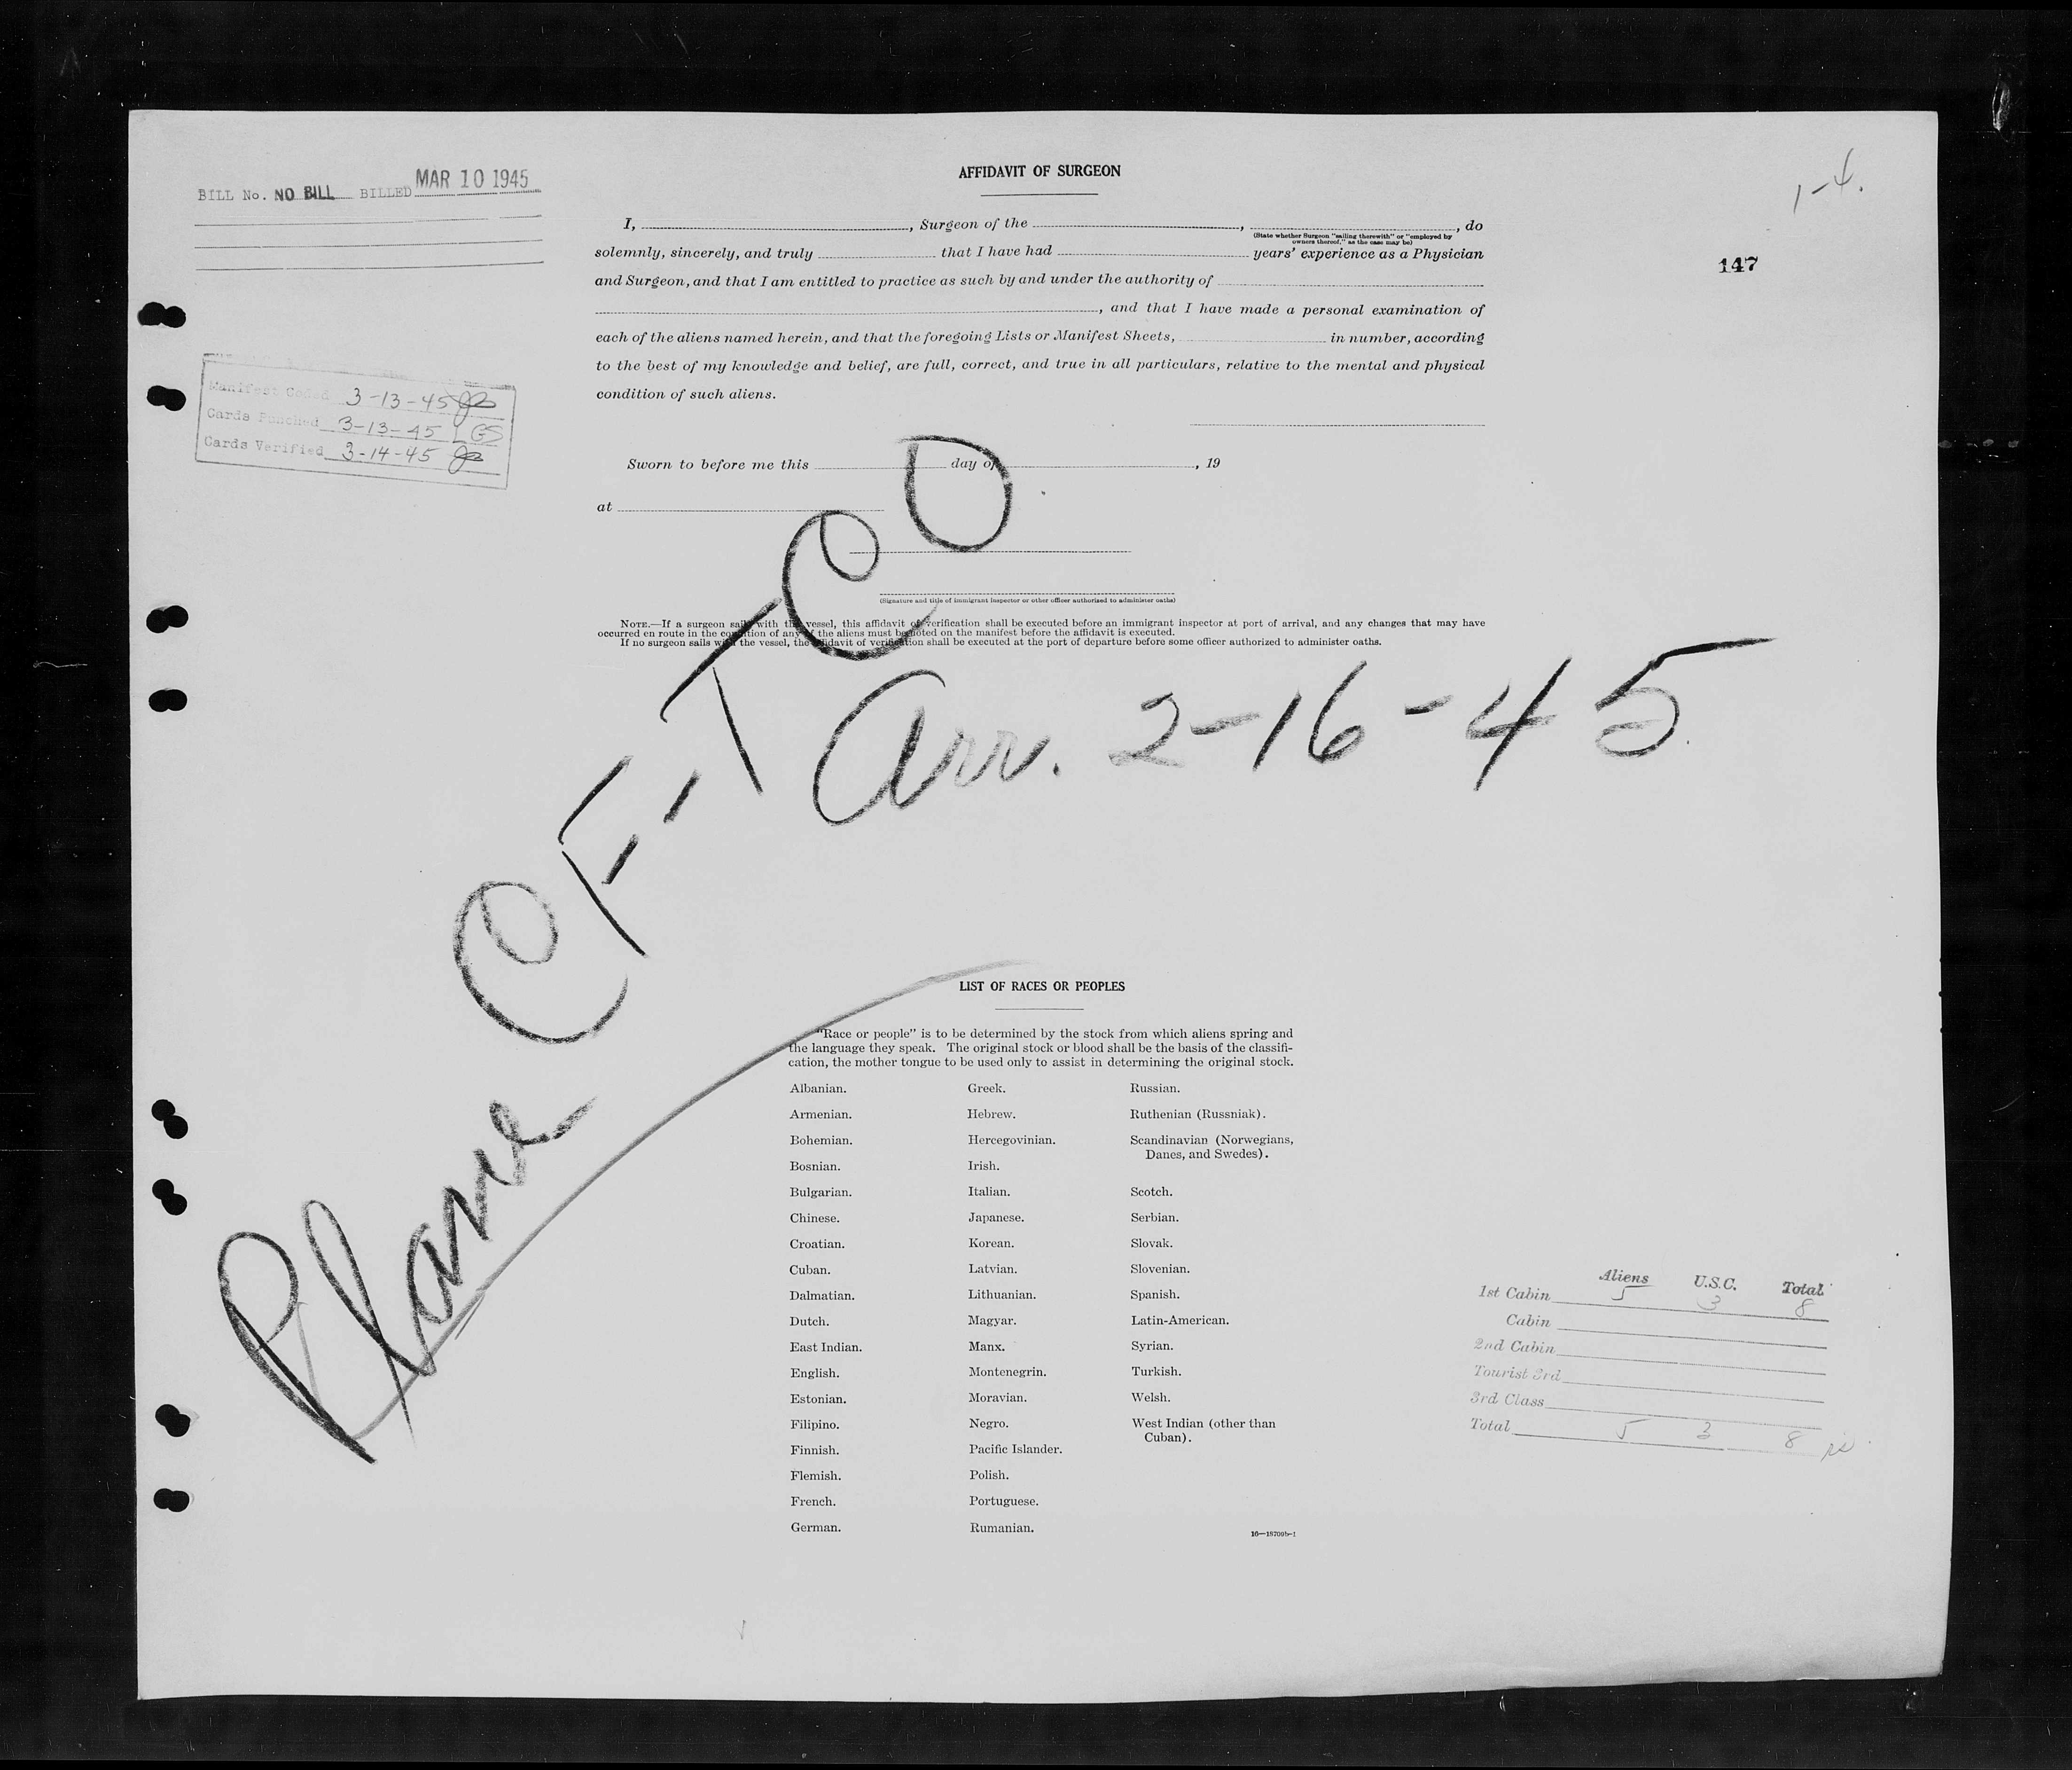 BILL No. NO BILL BILLED MAR 10 1945
AFFIDAVIT OF SURGEON
1-4.
147
I, , Surgeon of the , , do
(State whether Surgeon "sailing therewith" or "employed by
owners thereof," as the case may be)
solemnly, sincerely, and truly that I have had years' experience as a Physician
and Surgeon, and that I am entitled to practice as such by and under the authority of
, and that I have made a personal examination of
each of the aliens named herein, and that the foregoing Lists or Manifest Sheets, in number, according
to the best of my knowledge and belief, are full, correct, and true in all particulars, relative to the mental and physical
condition of such aliens.
Manifest Coded 3-13-45
Cards Punched 3-13-45 GS
Cards Verified 3-14-45
Sworn to before me this day of , 19
at
(Signature and title of immigrant inspector or other officer authorized to administer oaths)
NOTE.—If a surgeon sails with the vessel, this affidavit of verification shall be executed before an immigrant inspector at port of arrival, and any changes that may have
occurred en route in the condition of any of the aliens must be noted on the manifest before the affidavit is executed.
If no surgeon sails with the vessel, the affidavit of verification shall be executed at the port of departure before some officer authorized to administer oaths.
Plane CF-TCO
Arr. 2-16-45
LIST OF RACES OR PEOPLES
"Race or people" is to be determined by the stock from which aliens spring and
the language they speak. The original stock or blood shall be the basis of the classifi-
cation, the mother tongue to be used only to assist in determining the original stock.
Albanian.
Armenian.
Bohemian.
Bosnian.
Bulgarian.
Chinese.
Croatian.
Cuban.
Dalmatian.
Dutch.
East Indian.
English.
Estonian.
Filipino.
Finnish.
Flemish.
French.
German.
Greek.
Hebrew.
Hercegovinian.
Irish.
Italian.
Japanese.
Korean.
Latvian.
Lithuanian.
Magyar.
Manx.
Montenegrin.
Moravian.
Negro.
Pacific Islander.
Polish.
Portuguese.
Rumanian.
Russian.
Ruthenian (Russniak).
Scandinavian (Norwegians,
Danes, and Swedes).
Scotch.
Serbian.
Slovak.
Slovenian.
Spanish.
Latin-American.
Syrian.
Turkish.
Welsh.
West Indian (other than
Cuban).
16—18709b-1
Aliens U.S.C. Total
1st Cabin 5 3 8
Cabin
2nd Cabin
Tourist 3rd
3rd Class
Total 5 3 8